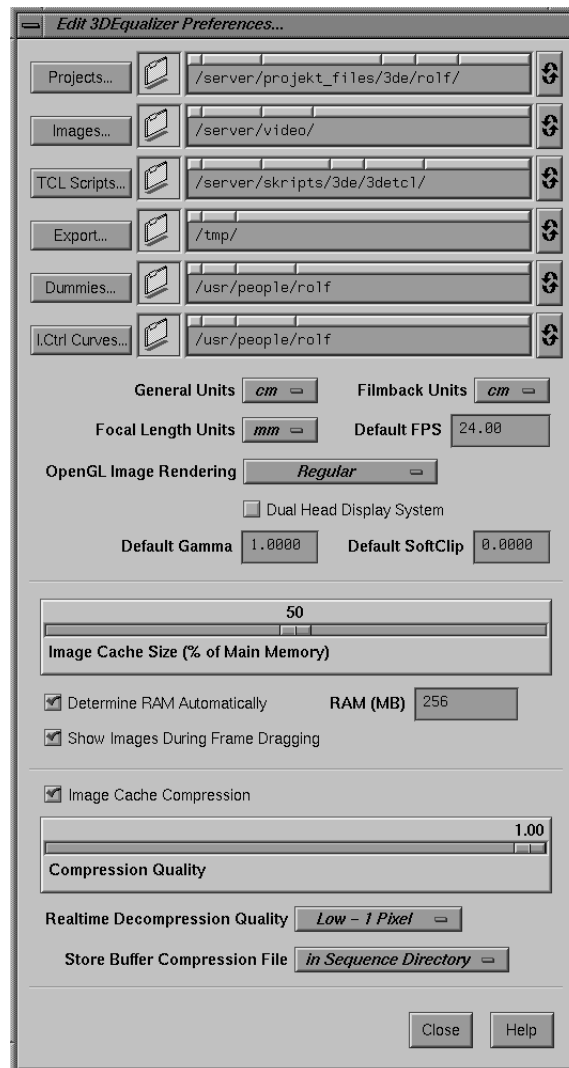 Edit 3DEqualizer Preferences...
Projects... /server/projekt_files/3de/rolf/
Images... /server/video/
TCL Scripts... /server/skripts/3de/3detcl/
Export... /tmp/
Dummies... /usr/people/rolf
I.Ctrl Curves... /usr/people/rolf
General Units cm Filmback Units cm
Focal Length Units mm Default FPS 24.00
OpenGL Image Rendering Regular
Dual Head Display System
Default Gamma 1.0000 Default SoftClip 0.0000
50
Image Cache Size (% of Main Memory)
Determine RAM Automatically RAM (MB) 256
Show Images During Frame Dragging
Image Cache Compression
1.00
Compression Quality
Realtime Decompression Quality Low - 1 Pixel
Store Buffer Compression File in Sequence Directory
Close Help